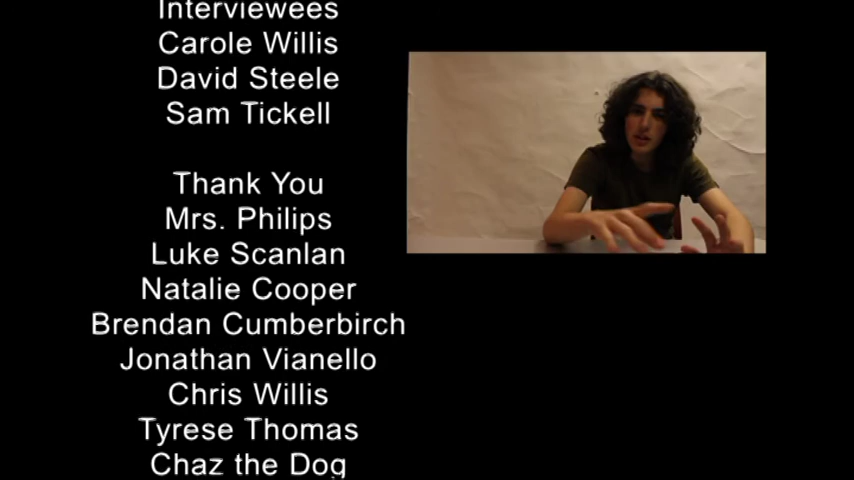 Interviewees
Carole Willis
David Steele
Sam Tickell
Thank You
Mrs. Philips
Luke Scanlan
Natalie Cooper
Brendan Cumberbirch
Jonathan Vianello
Chris Willis
Tyrese Thomas
Chaz the Dog